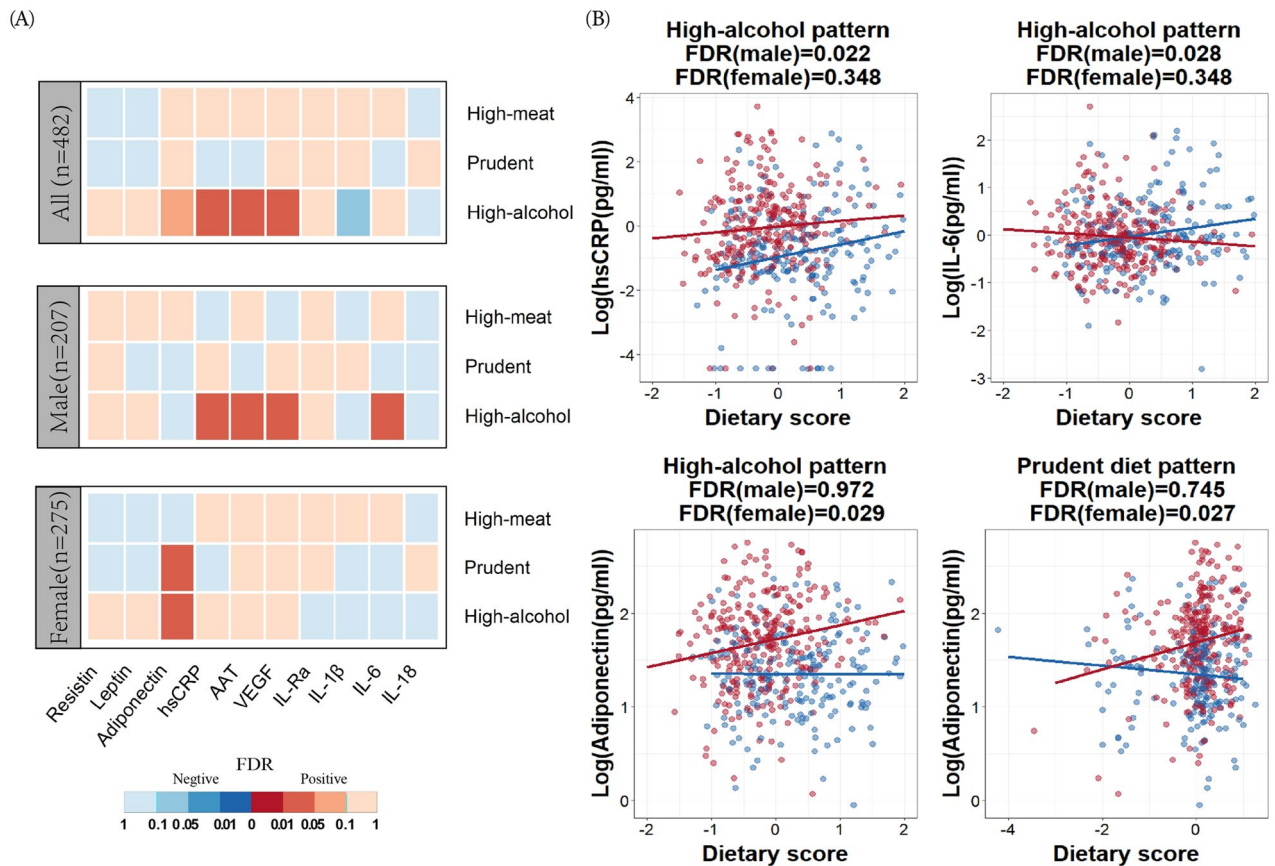 (A)
All (n=482)
High-meat
Prudent
High-alcohol
Male(n=207)
High-meat
Prudent
High-alcohol
Female(n=275)
High-meat
Prudent
High-alcohol
Resistin
Leptin
Adiponectin
hsCRP
AAT
VEGF
IL-Ra
IL-1β
IL-6
IL-18
FDR
Negtive Positive
1 0.1 0.05 0.01 0 0.01 0.05 0.1 1
(B)
High-alcohol pattern
FDR(male)=0.022
FDR(female)=0.348
Log(hsCRP(pg/ml))
4
2
0
-2
-4
-2 -1 0 1 2
Dietary score
High-alcohol pattern
FDR(male)=0.028
FDR(female)=0.348
Log(IL-6(pg/ml))
2
1
0
-1
-2
-3
-2 -1 0 1 2
Dietary score
High-alcohol pattern
FDR(male)=0.972
FDR(female)=0.029
Log(Adiponectin(pg/ml))
2
1
0
-2 -1 0 1 2
Dietary score
Prudent diet pattern
FDR(male)=0.745
FDR(female)=0.027
Log(Adiponectin(pg/ml))
2
1
0
-4 -2 0
Dietary score